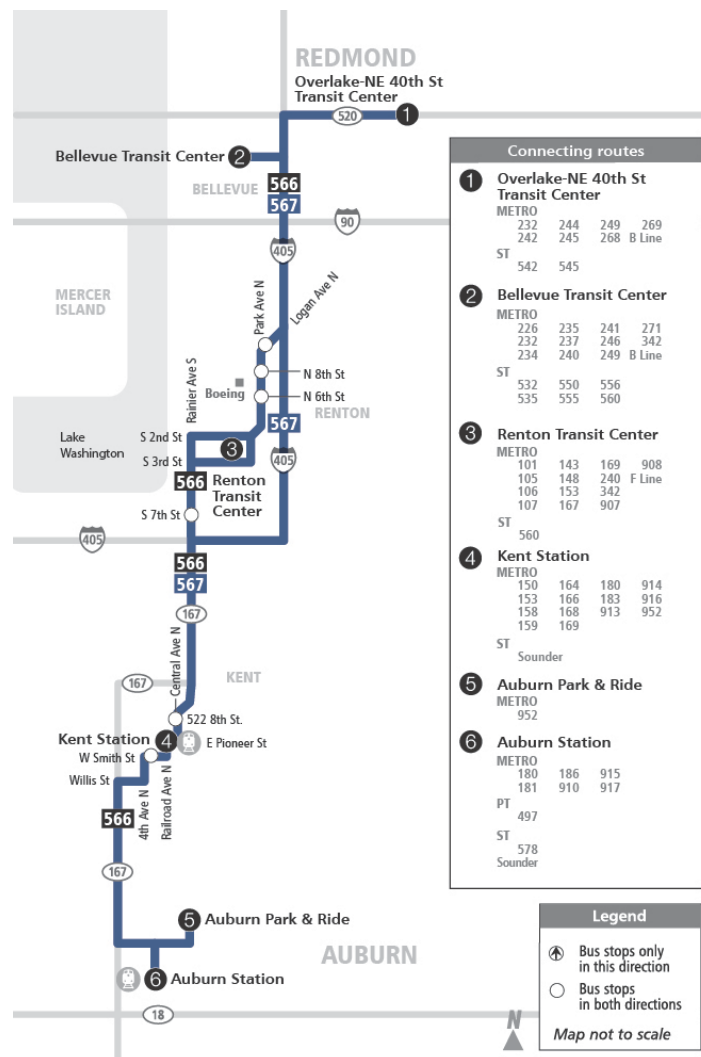 REDMOND
Overlake-NE 40th St
Transit Center
520
1
Bellevue Transit Center 2
BELLEVUE
566
567
90
405
MERCER
ISLAND
Park Ave N
Logan Ave N
Rainier Ave S
N 8th St
Boeing
N 6th St
RENTON
567
Lake
Washington
S 2nd St
3
S 3rd St
405
566
Renton
Transit
Center
S 7th St
405
566
567
167
Central Ave N
KENT
167
522 8th St.
Kent Station 4
E Pioneer St
W Smith St
Willis St
4th Ave N
Railroad Ave N
566
167
5 Auburn Park & Ride
AUBURN
6 Auburn Station
18
N
Connecting routes
1 Overlake-NE 40th St
Transit Center
METRO
232 244 249 269
242 245 268 B Line
ST
542 545
2 Bellevue Transit Center
METRO
226 235 241 271
232 237 246 342
234 240 249 B Line
ST
532 550 556
535 555 560
3 Renton Transit Center
METRO
101 143 169 908
105 148 240 F Line
106 153 342
107 167 907
ST
560
4 Kent Station
METRO
150 164 180 914
153 166 183 916
158 168 913 952
159 169
ST
Sounder
5 Auburn Park & Ride
METRO
952
6 Auburn Station
METRO
180 186 915
181 910 917
PT
497
ST
578
Sounder
Legend
Bus stops only
in this direction
Bus stops
in both directions
Map not to scale